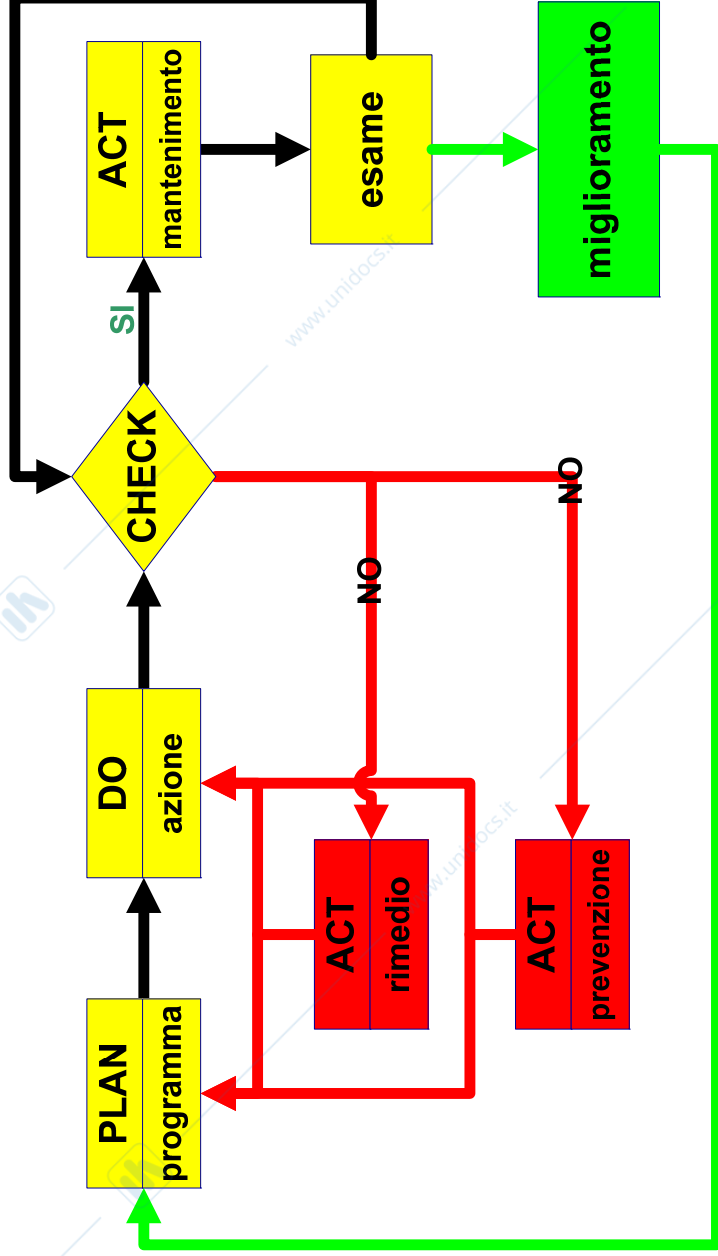 PLAN
programma
DO
azione
CHECK
SI
ACT
mantenimento
esame
miglioramento
NO
NO
ACT
rimedio
ACT
prevenzione
www.unidocs.it
www.unidocs.it